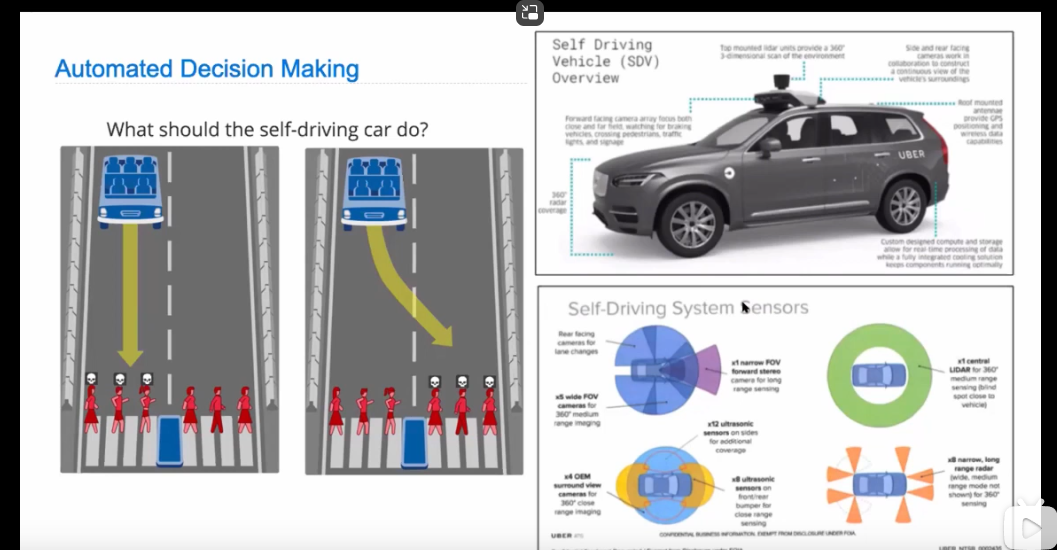 Automated Decision Making
What should the self-driving car do?
Self Driving
Vehicle (SDV)
Overview
Top mounted lidar units provide a 360°
3-dimensional scan of the environment
Side and rear facing
cameras work in
collaboration to construct
a continuous view of the
vehicle's surroundings
Roof mounted
antennae
provide GPS
positioning and
wireless data
capabilities
Forward facing camera array focus both
close and far field, watching for braking
vehicles, crossing pedestrians, traffic
lights, and signage
360°
radar
coverage
UBER
Custom designed compute and storage
allow for real-time processing of data
while a fully integrated cooling solution
keeps components running optimally
Self-Driving System Sensors
Rear facing
cameras for
lane changes
x1 narrow FOV
forward stereo
camera for long
range sensing
x5 wide FOV
cameras for
360° medium
range imaging
x1 central
LIDAR for 360°
medium range
sensing (blind
spot close to
vehicle)
x12 ultrasonic
sensors on sides
for additional
coverage
x4 OEM
surround view
cameras for
360° close
range imaging
x8 ultrasonic
sensors on
front/rear
bumper for
close range
sensing
x8 narrow, long
range radar
(wide, medium
range mode not
shown) for 360°
sensing
UBER ATG
CONFIDENTIAL BUSINESS INFORMATION. EXEMPT FROM DISCLOSURE UNDER FOIA.